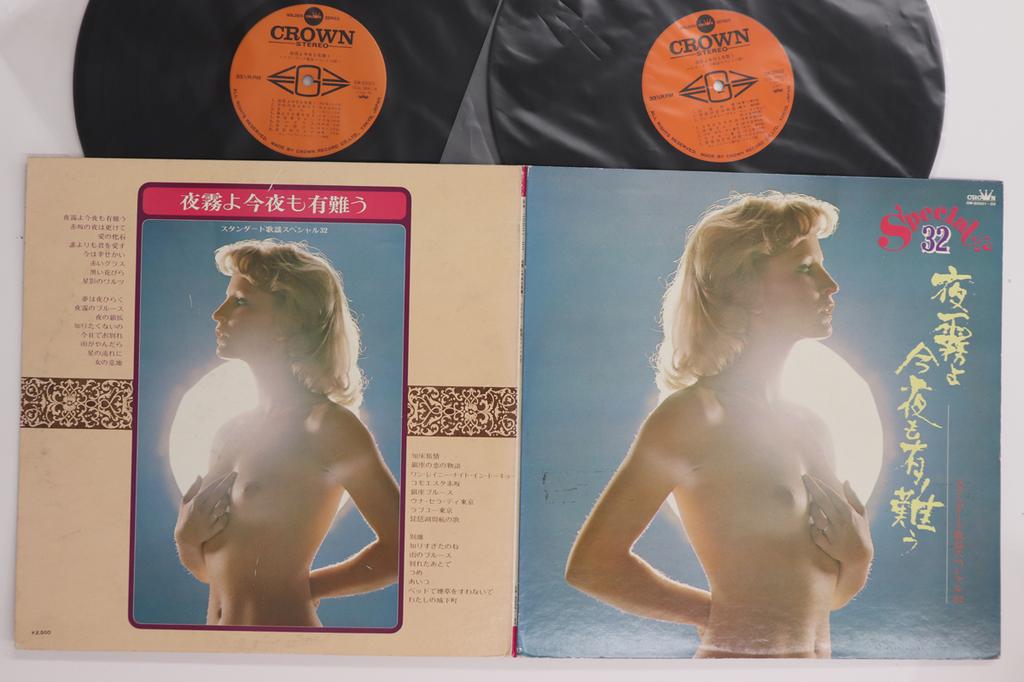 CROWN
STEREO
CROWN
STEREO
夜霧よ今夜も有難う
スタンダード歌謡スペシャル32
夜霧よ今夜も有難う
赤坂の夜は更けて
愛の化石
誰よりも君を愛す
今は幸せかい
赤いグラス
黒い花びら
星影のワルツ
夢は夜ひらく
夜霧のブルース
夜の銀狐
知りたくないの
今日でお別れ
雨がやんだら
星の流れに
女の意地
知床旅情
銀座の恋の物語
ワン・レイニー・ナイト・イン・トーキョー
コモエスタ赤坂
銀座ブルース
ウナ・セラ・ディ東京
ラブユー東京
琵琶湖周航の歌
別離
知りすぎたのね
雨のブルース
別れたあとで
つめ
あいつ
ベッドで煙草をすわないで
わたしの城下町
¥2,500
CROWN
Special
32
夜霧よ
今夜も有難う